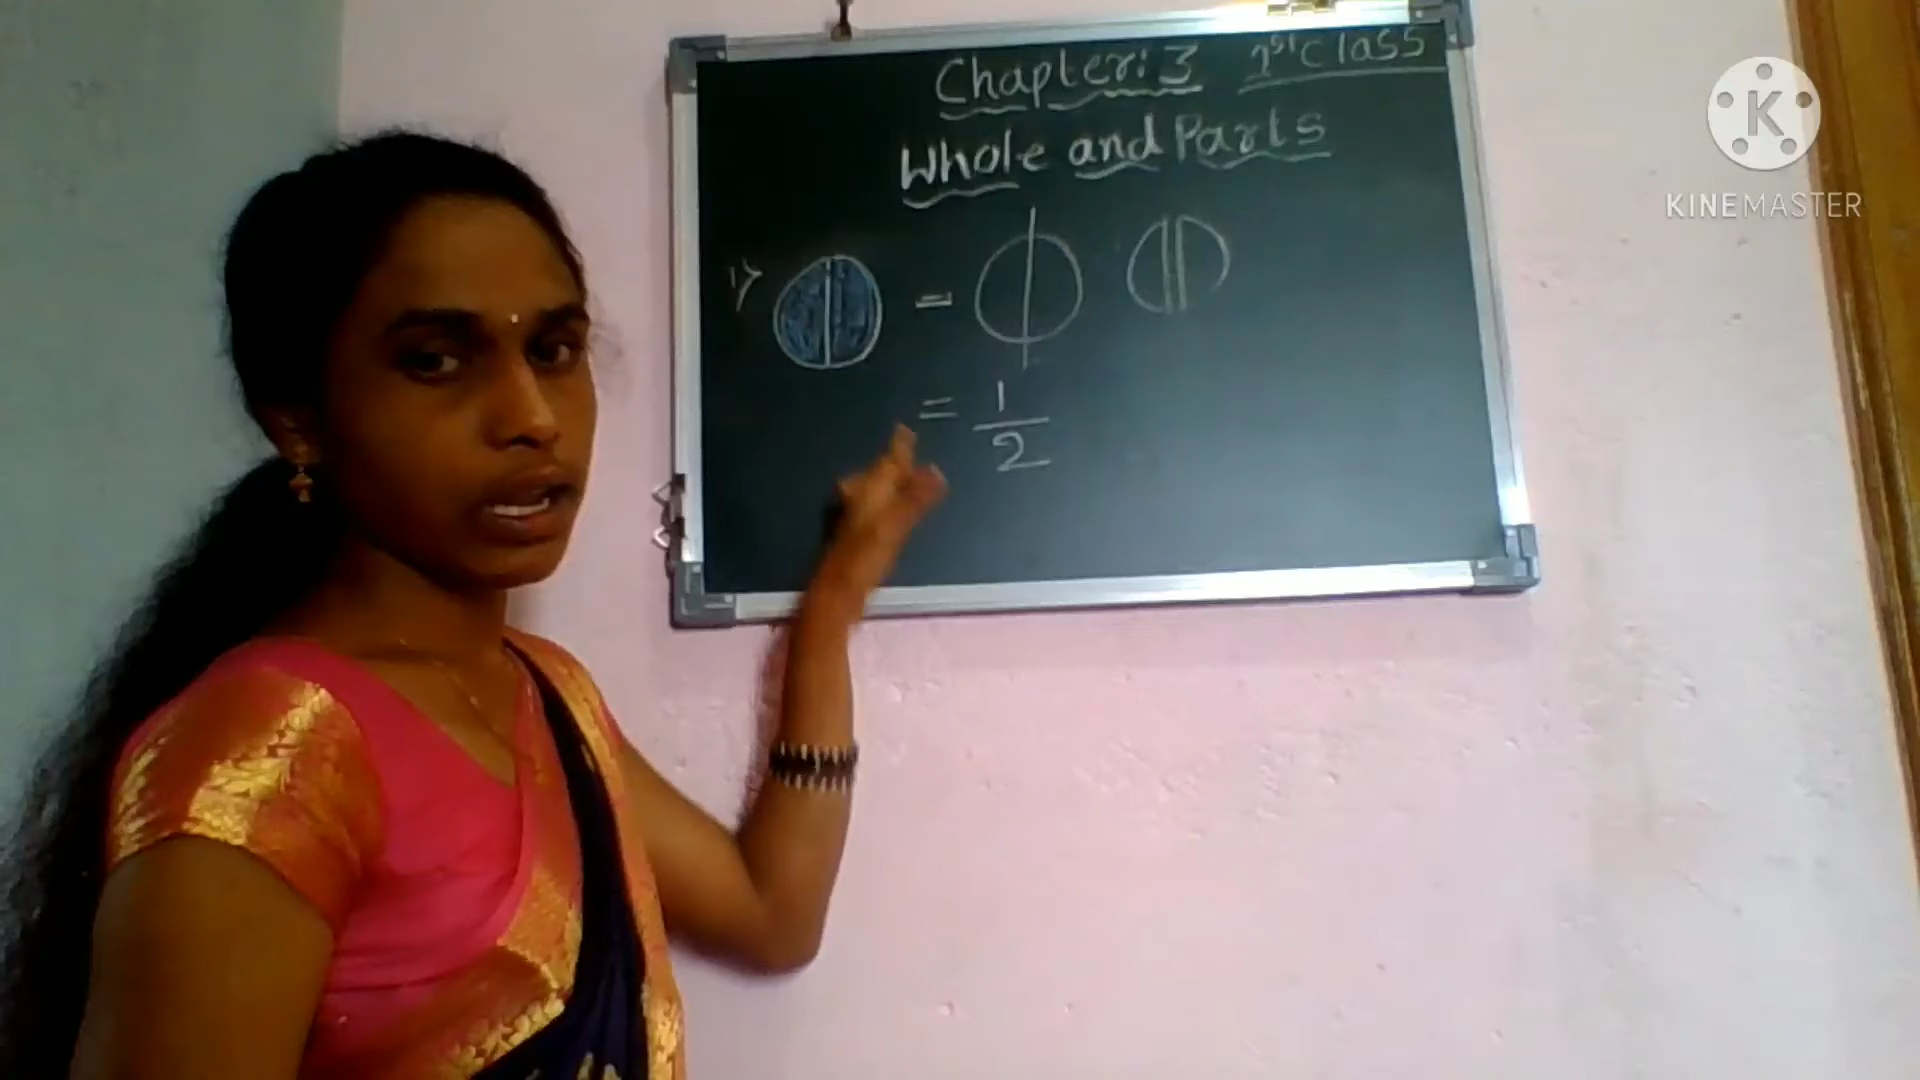 Chapter: 3 1st Class
Whole and Parts
1)
-
= 1/2
K
KINEMASTER